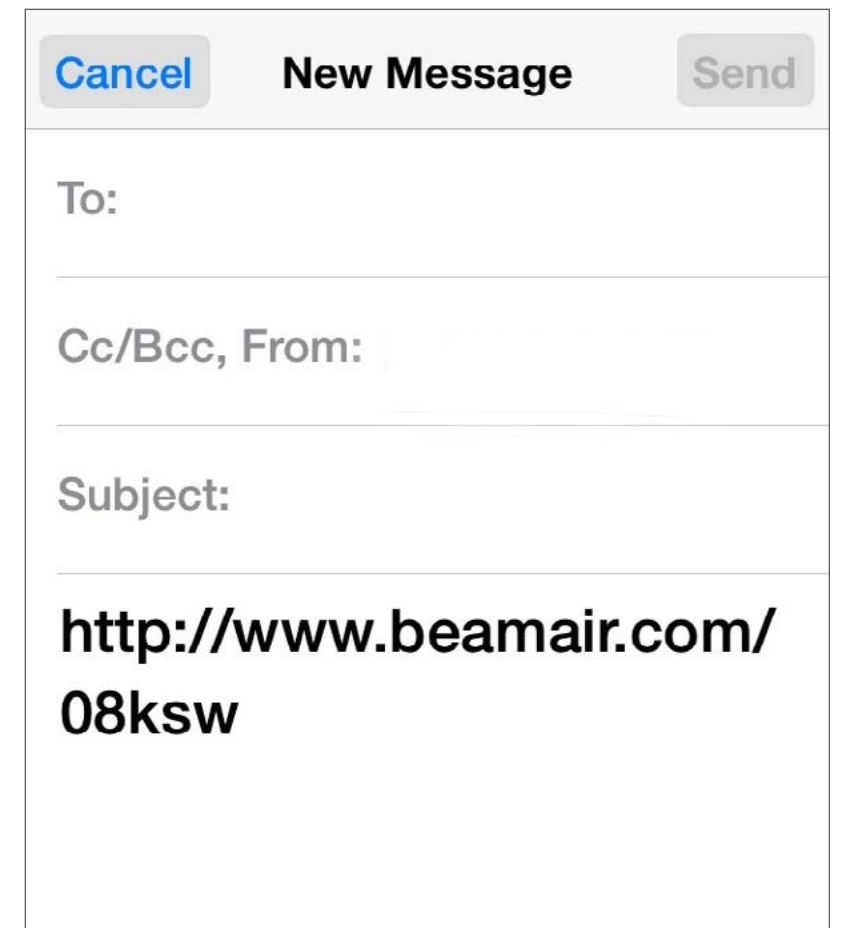 Cancel New Message Send
To:
Cc/Bcc, From:
Subject:
http://www.beamair.com/
08ksw